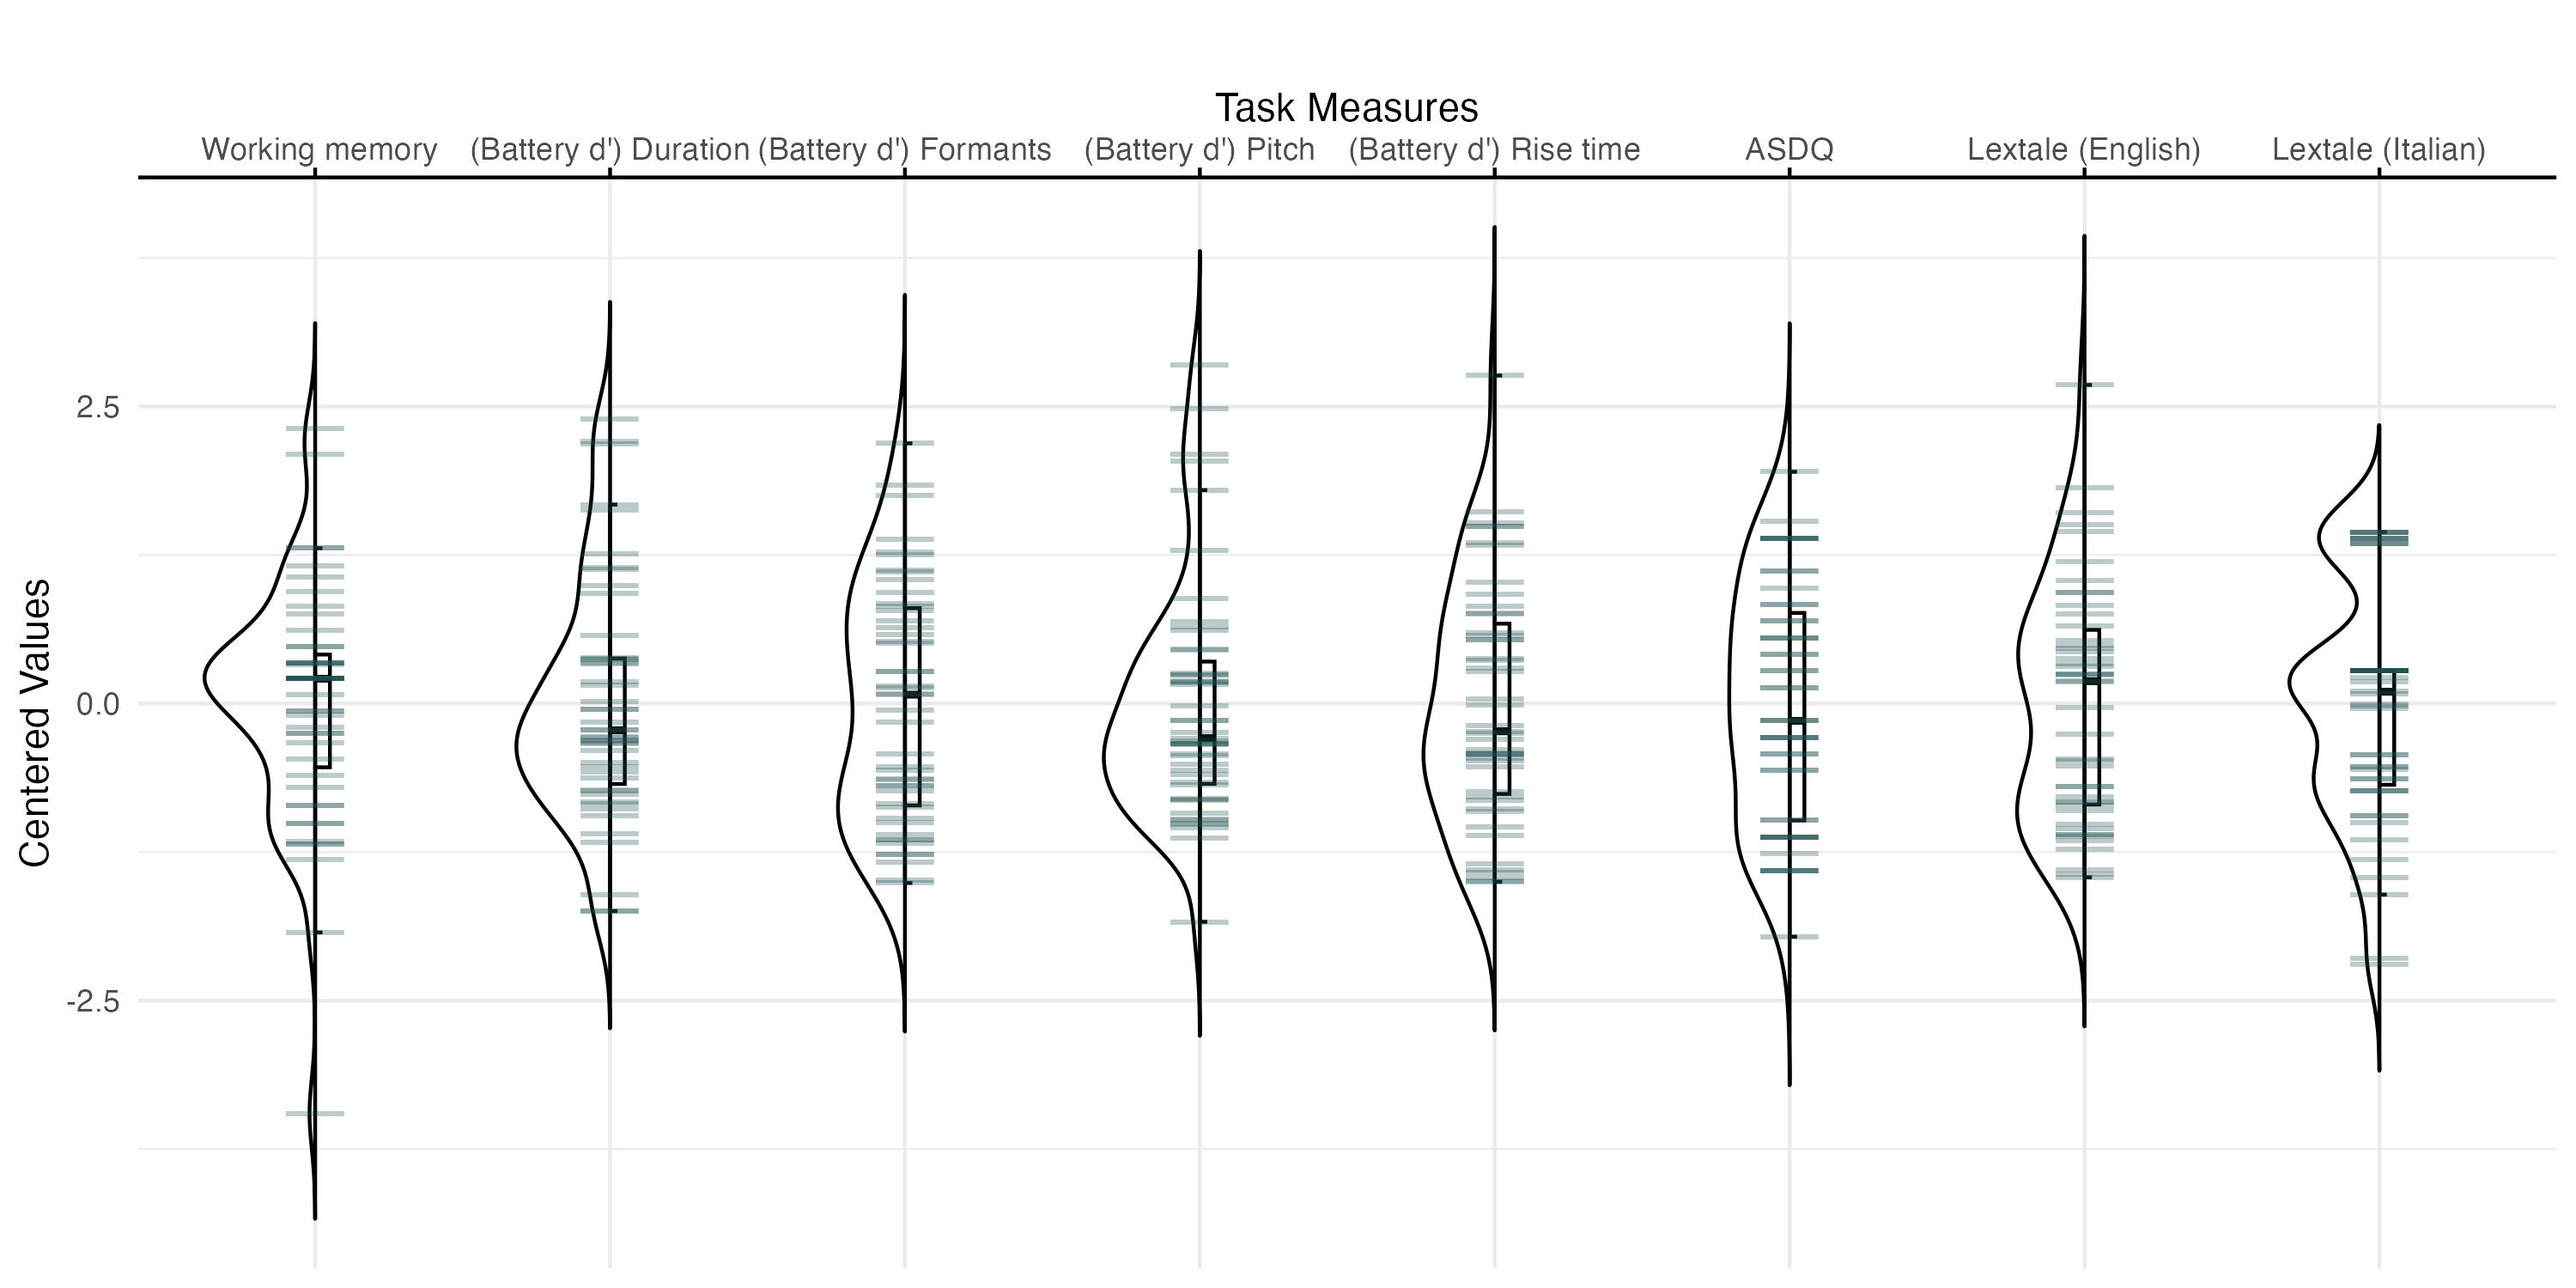 Task Measures
Working memory (Battery d') Duration (Battery d') Formants (Battery d') Pitch (Battery d') Rise time ASDQ Lextale (English) Lextale (Italian)
2.5
0.0
-2.5
Centered Values